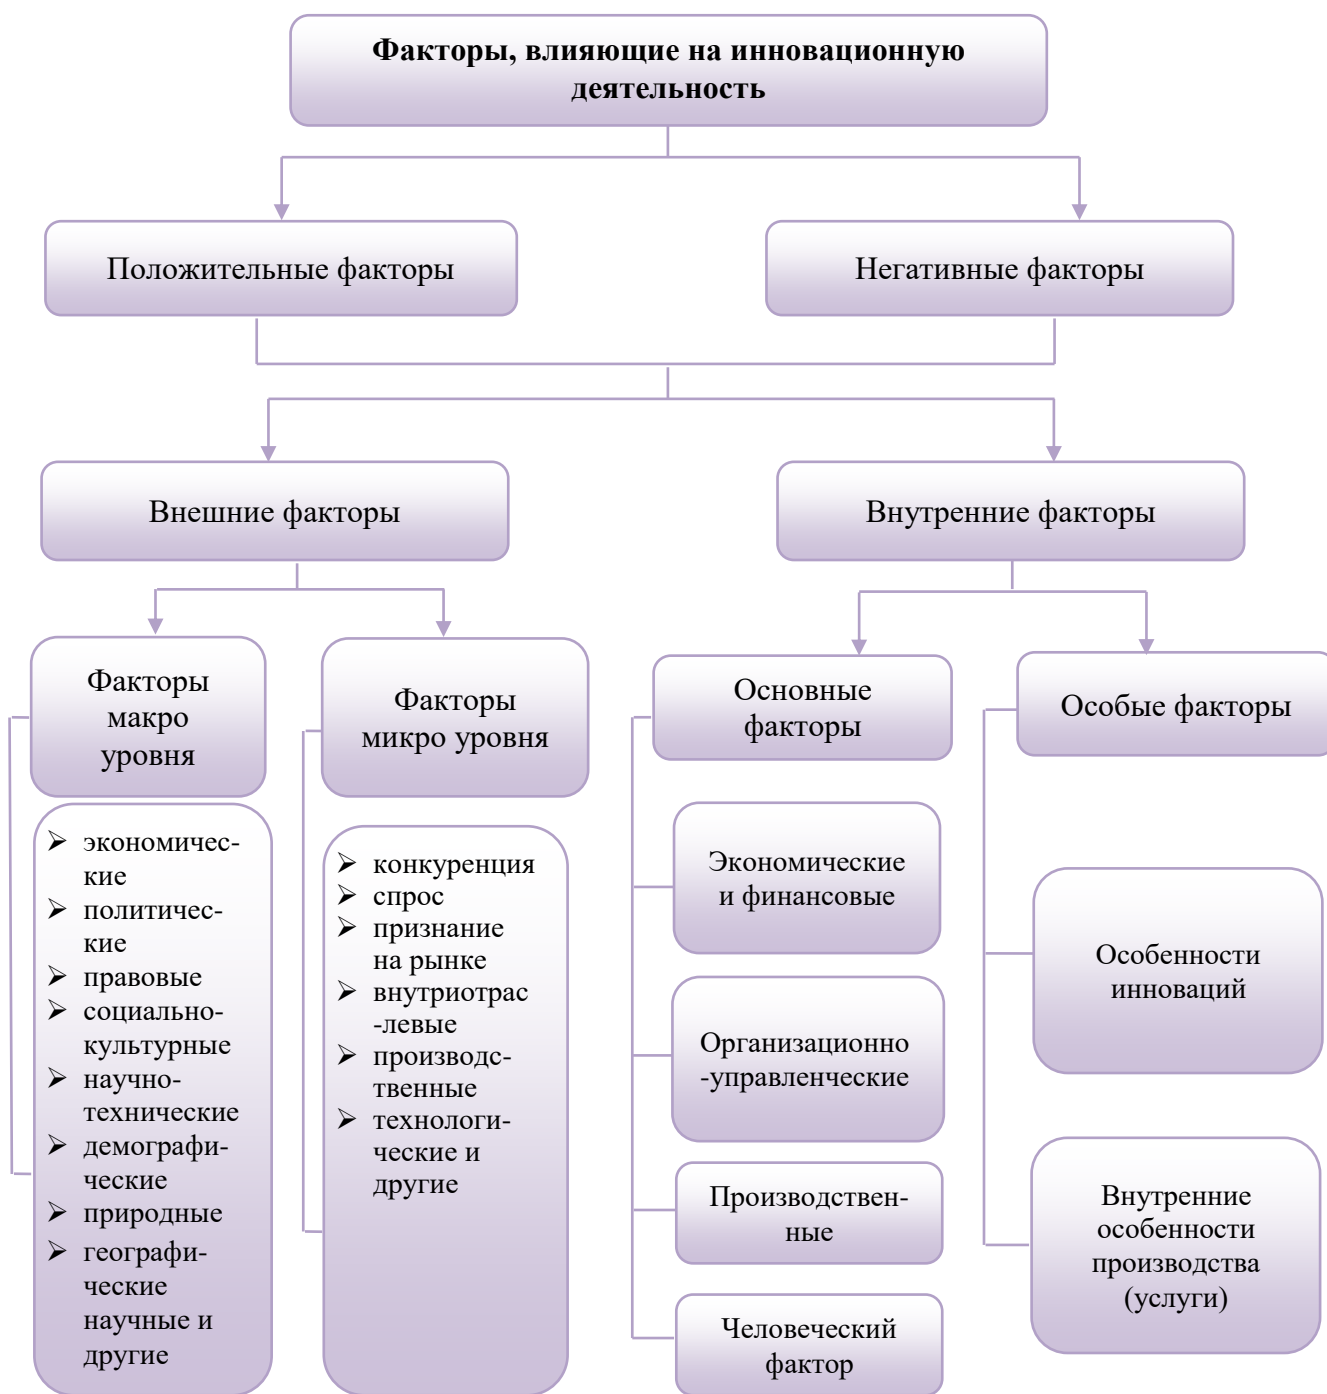 Факторы, влияющие на инновационную
деятельность
Положительные факторы
Негативные факторы
Внешние факторы
Внутренние факторы
Факторы
макро
уровня
Факторы
микро уровня
Основные
факторы
Особые факторы
экономичес-
кие
политичес-
кие
правовые
социально-
культурные
научно-
технические
демографи-
ческие
природные
географи-
ческие
научные и
другие
конкуренция
спрос
признание
на рынке
внутриотрас
-левые
производс-
твенные
технологи-
ческие и
другие
Экономические
и финансовые
Организационно
-управленческие
Производствен-
ные
Человеческий
фактор
Особенности
инноваций
Внутренние
особенности
производства
(услуги)